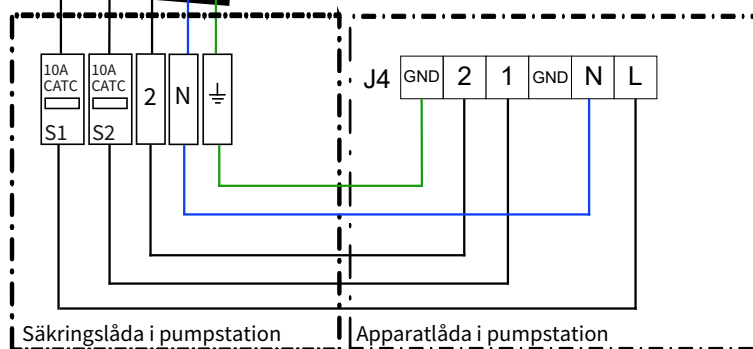 10A
CATC
S1
10A
CATC
S2
2
N
J4
GND
2
1
GND
N
L
Säkringslåda i pumpstation
Apparatlåda i pumpstation